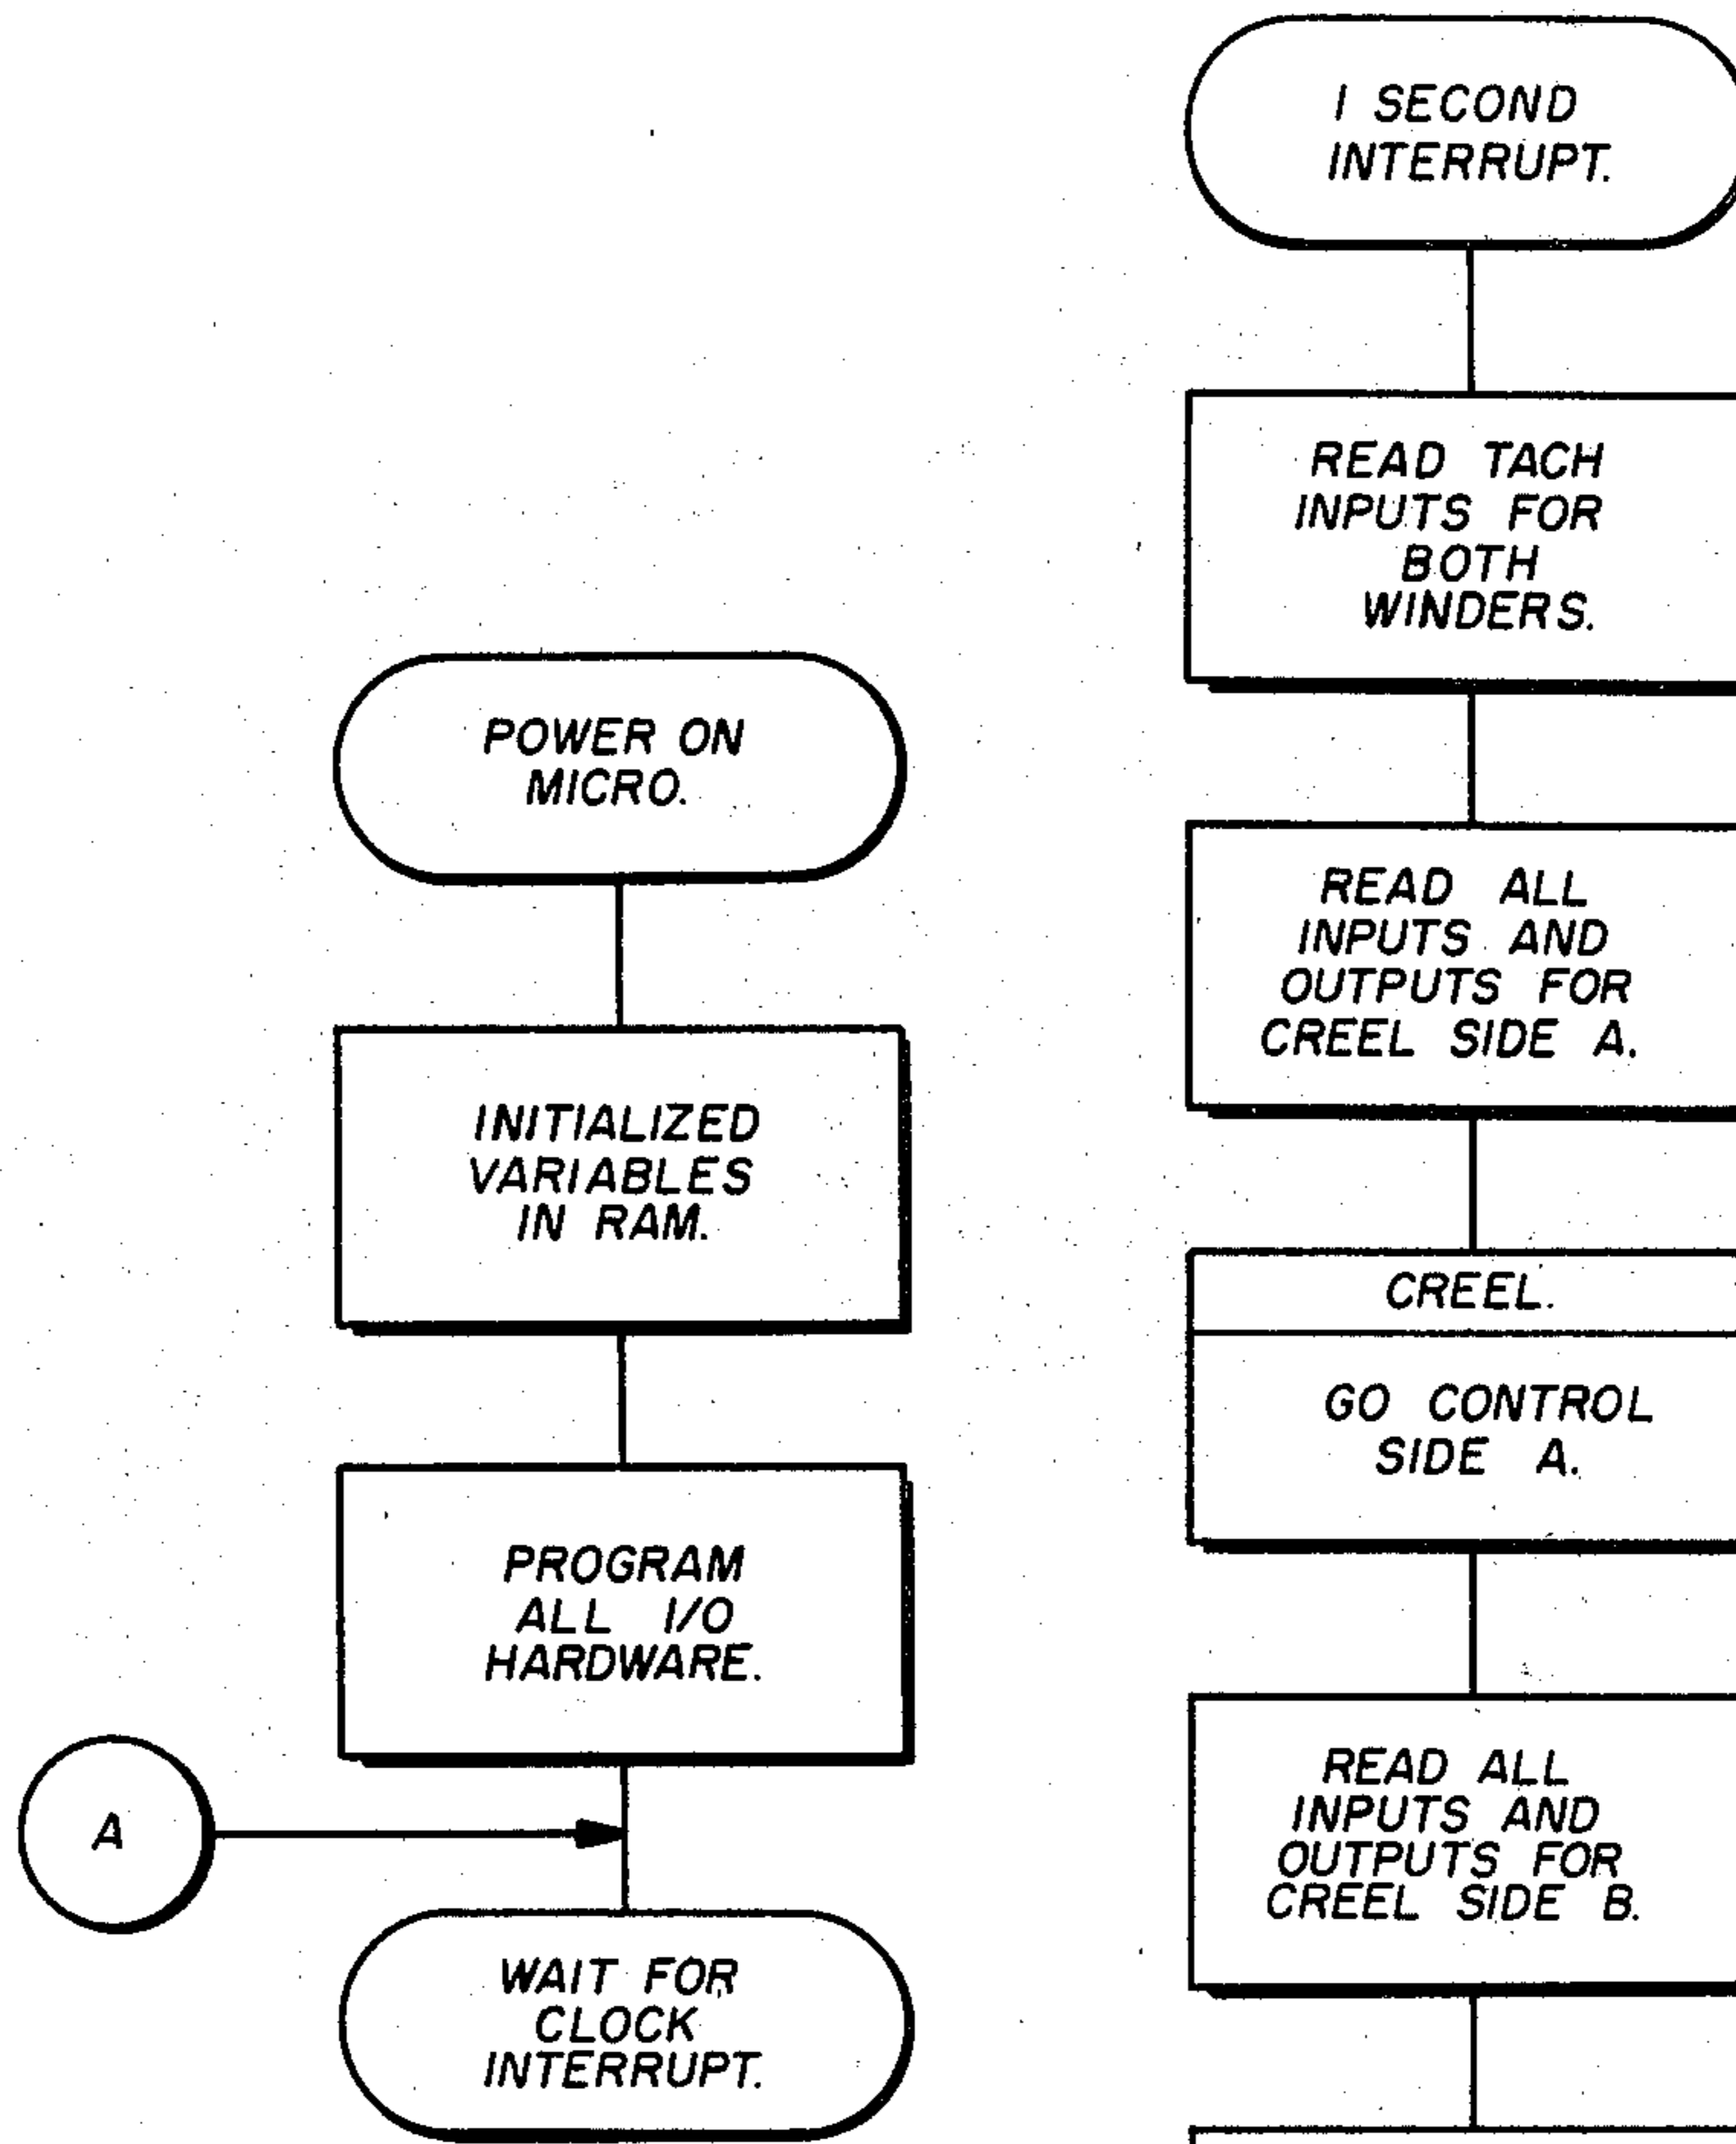 POWER ON
MICRO.
INITIALIZED
VARIABLES
IN RAM.
PROGRAM
ALL I/O
HARDWARE.
A
WAIT FOR
CLOCK
INTERRUPT.
1 SECOND
INTERRUPT.
READ TACH
INPUTS FOR
BOTH
WINDERS.
READ ALL
INPUTS AND
OUTPUTS FOR
CREEL SIDE A.
CREEL.
GO CONTROL
SIDE A.
READ ALL
INPUTS AND
OUTPUTS FOR
CREEL SIDE B.